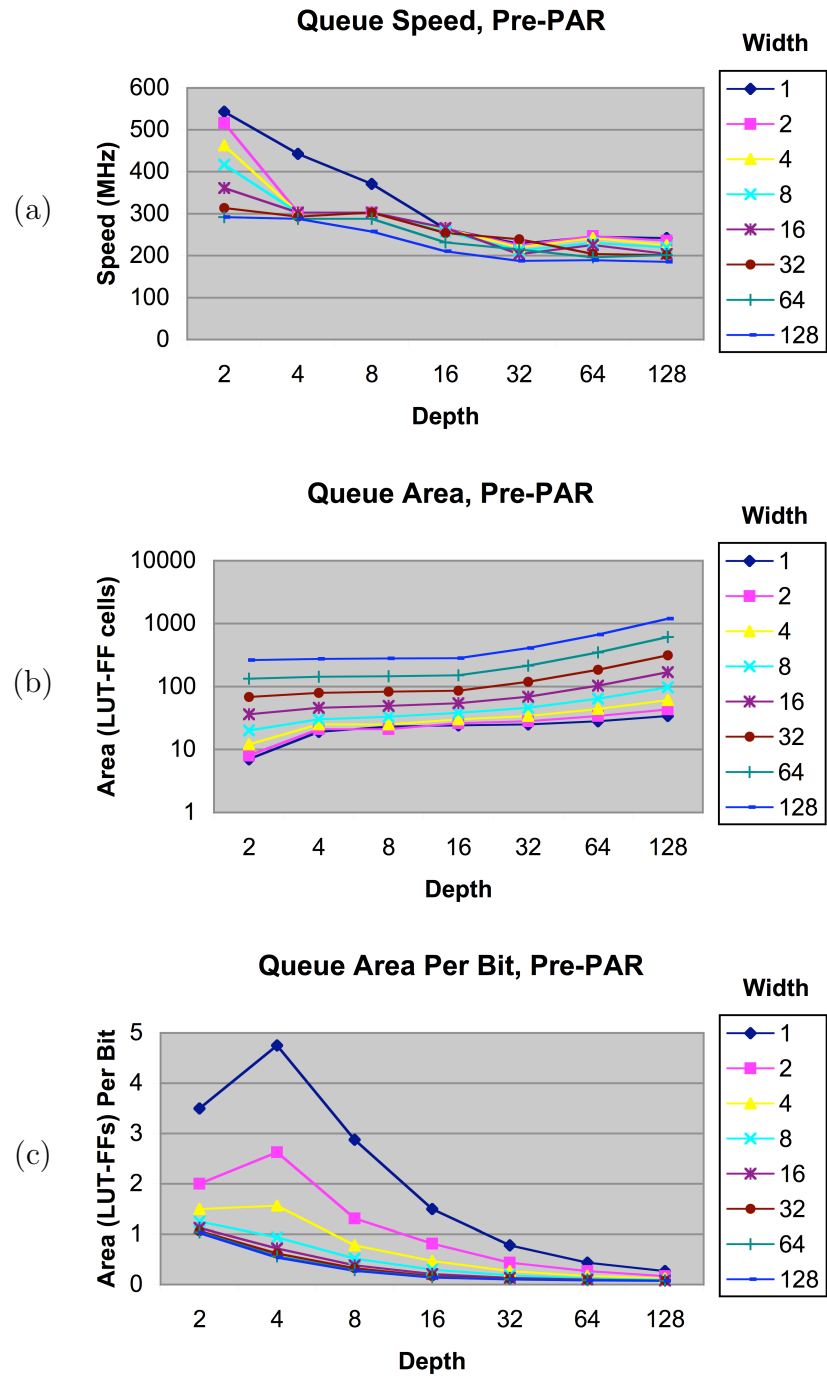 Queue Speed, Pre-PAR
Width
(a)
Speed (MHz)
600
500
400
300
200
100
0
2 4 8 16 32 64 128
Depth
1
2
4
8
16
32
64
128
Queue Area, Pre-PAR
Width
(b)
Area (LUT-FF cells)
10000
1000
100
10
1
2 4 8 16 32 64 128
Depth
1
2
4
8
16
32
64
128
Queue Area Per Bit, Pre-PAR
Width
(c)
Area (LUT-FFs) Per Bit
5
4
3
2
1
0
2 4 8 16 32 64 128
Depth
1
2
4
8
16
32
64
128